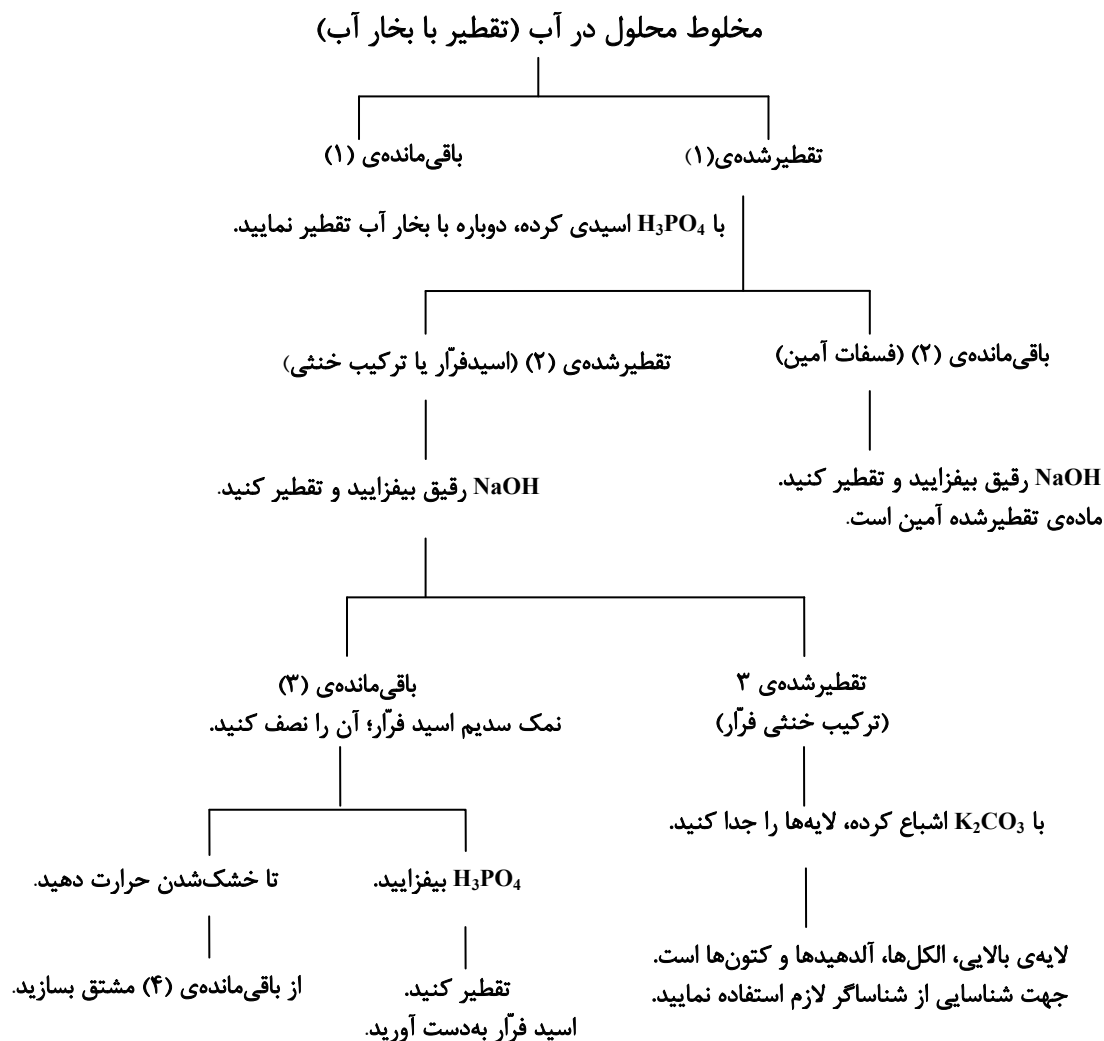 مخلوط محلول در آب (تقطیر با بخار آب)
تقطیرشده‌ی(۱)
باقی‌مانده‌ی (۱)
با H₃PO₄ اسیدی کرده، دوباره با بخار آب تقطیر نمایید.
باقی‌مانده‌ی (۲) (فسفات آمین)
تقطیرشده‌ی (۲) (اسیدفرّار یا ترکیب خنثی)
NaOH رقیق بیفزایید و تقطیر کنید.
ماده‌ی تقطیرشده آمین است.
NaOH رقیق بیفزایید و تقطیر کنید.
تقطیرشده‌ی ۳
(ترکیب خنثی فرّار)
باقی‌مانده‌ی (۳)
نمک سدیم اسید فرّار؛ آن را نصف کنید.
با K₂CO₃ اشباع کرده، لایه‌ها را جدا کنید.
H₃PO₄ بیفزایید.
تا خشک‌شدن حرارت دهید.
لایه‌ی بالایی، الکل‌ها، آلدهیدها و کتون‌ها است.
جهت شناسایی از شناساگر لازم استفاده نمایید.
تقطیر کنید.
اسید فرّار به‌دست آورید.
از باقی‌مانده‌ی (۴) مشتق بسازید.